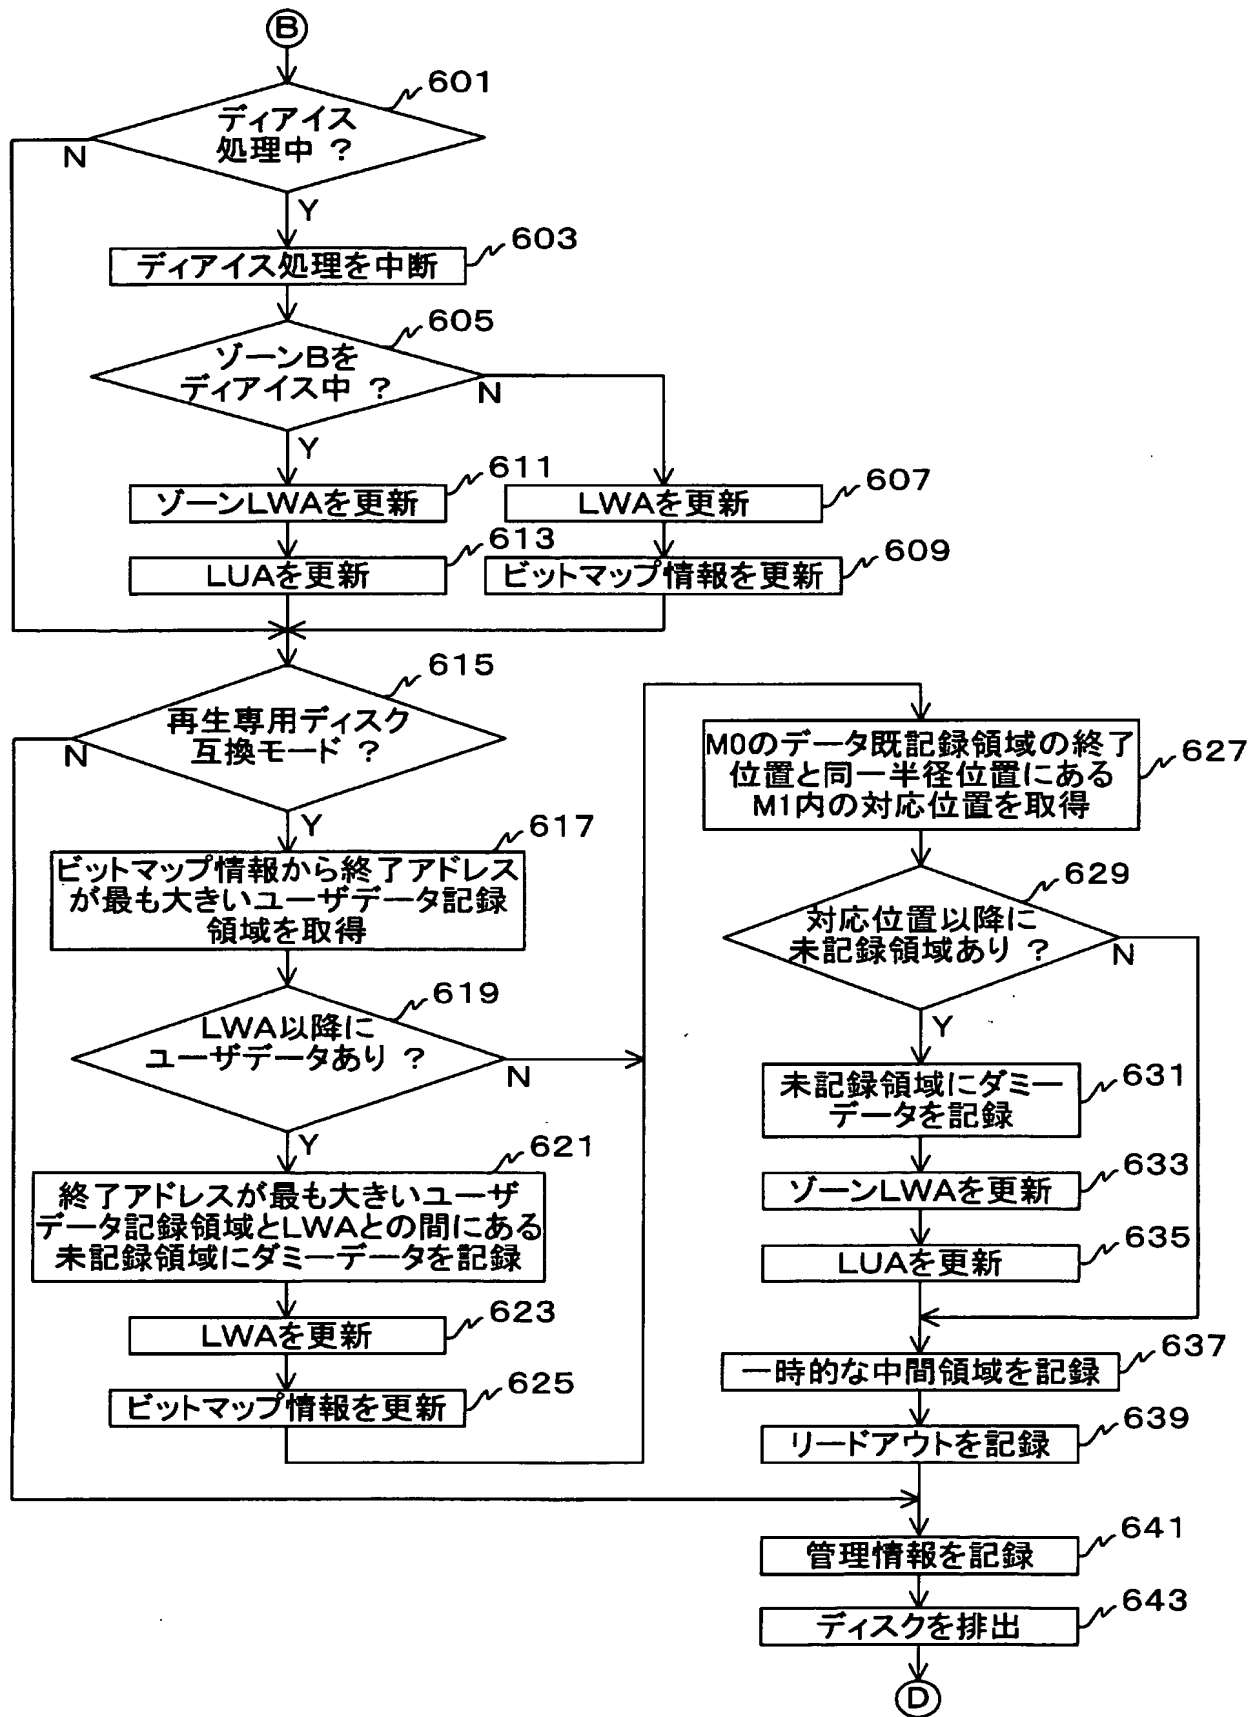 B
601
ディアイス
処理中 ?
N
Y
603
ディアイス処理を中断
605
ゾーンBを
ディアイス中 ?
N
Y
611
ゾーンLWAを更新
607
LWAを更新
613
LUAを更新
609
ビットマップ情報を更新
615
再生専用ディスク
互換モード ?
N
Y
617
ビットマップ情報から終了アドレス
が最も大きいユーザデータ記録
領域を取得
619
LWA以降に
ユーザデータあり ?
N
Y
621
終了アドレスが最も大きいユーザ
データ記録領域とLWAとの間にある
未記録領域にダミーデータを記録
623
LWAを更新
625
ビットマップ情報を更新
M0のデータ既記録領域の終了
位置と同一半径位置にある
M1内の対応位置を取得
627
629
対応位置以降に
未記録領域あり ?
N
Y
631
未記録領域にダミー
データを記録
633
ゾーンLWAを更新
635
LUAを更新
637
一時的な中間領域を記録
639
リードアウトを記録
641
管理情報を記録
643
ディスクを排出
D